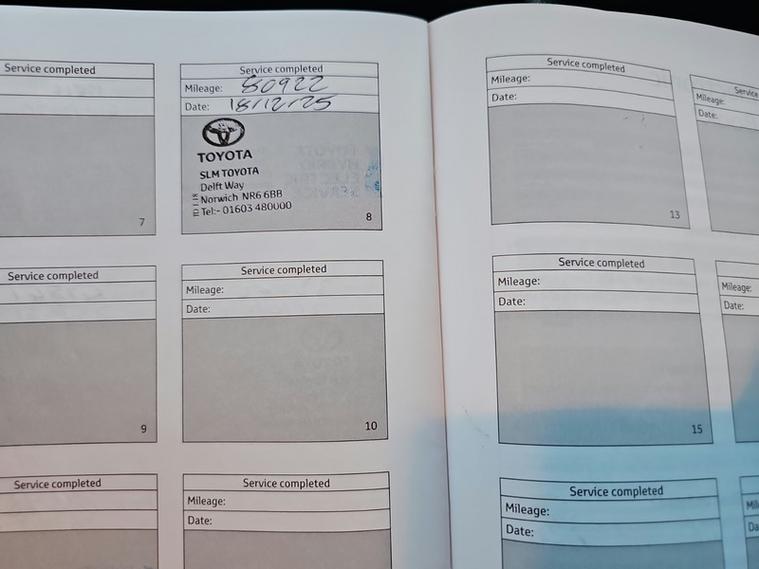 Service completed
7
Service completed
Mileage: 80922
Date: 18/12/25
TOYOTA
SLM TOYOTA
Delft Way
Norwich NR6 6BB
Tel:- 01603 480000
8
Service completed
9
Service completed
Mileage:
Date:
10
Service completed
Service completed
Mileage:
Date:
Service completed
Mileage:
Date:
13
Service
Mileage:
Date:
Service completed
Mileage:
Date:
15
Mileage:
Date:
Service completed
Mileage:
Date: